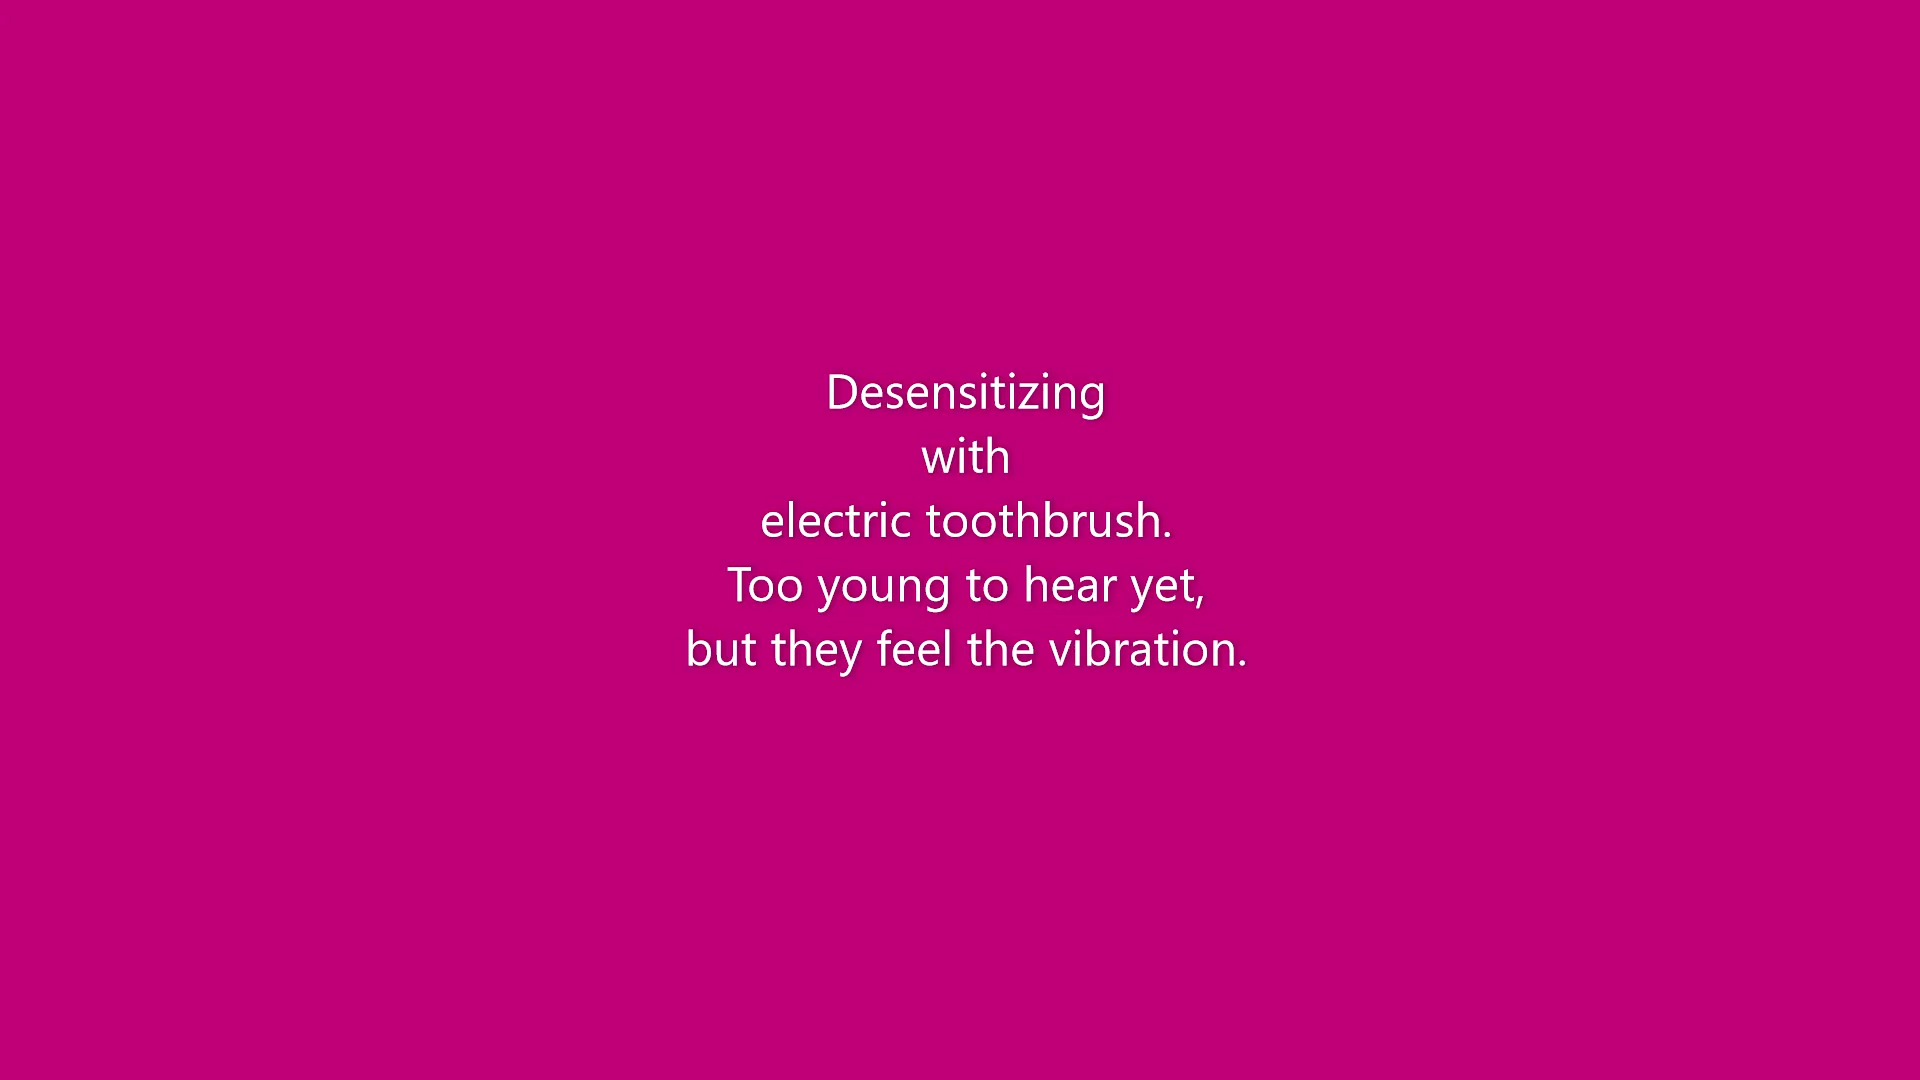 Desensitizing
with
electric toothbrush.
Too young to hear yet,
but they feel the vibration.